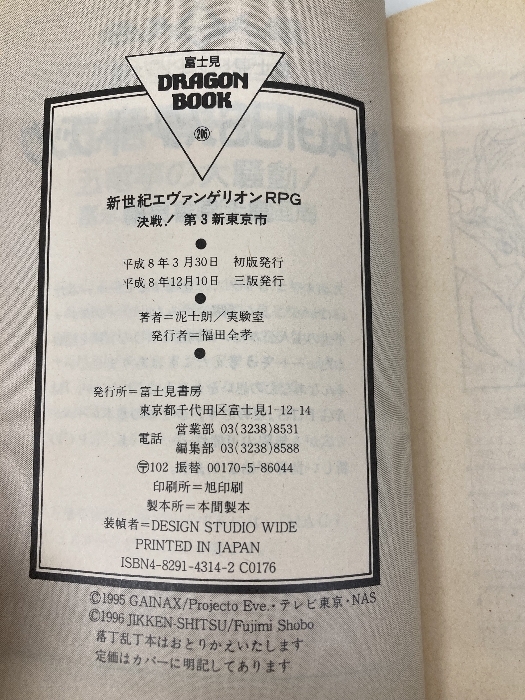 富士見
DRAGON
BOOK
206
新世紀エヴァンゲリオンRPG
決戦!第3新東京市
●
平成8年3月30日 初版発行
平成8年12月10日 三版発行
●
著者=泥士朗/実験室
発行者=福田全孝
●
発行所=富士見書房
東京都千代田区富士見1-12-14
電話 営業部 03(3238)8531
編集部 03(3238)8588
〒102 振替 00170-5-86044
印刷所=旭印刷
製本所=本間製本
装幀者=DESIGN STUDIO WIDE
PRINTED IN JAPAN
ISBN4-8291-4314-2 C0176
©1995 GAINAX/Projecto Eve.・テレビ東京・NAS
©1996 JIKKEN-SHITSU/Fujimi Shobo
落丁乱丁本はおとりかえいたします
定価はカバーに明記してあります